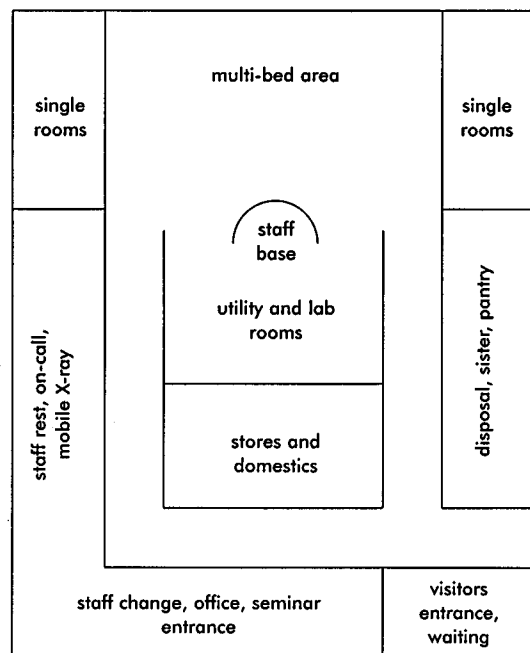 multi-bed area
single
rooms
single
rooms
staff
base
utility and lab
rooms
staff rest, on-call,
mobile X-ray
disposal, sister, pantry
stores and
domestics
staff change, office, seminar
entrance
visitors
entrance,
waiting